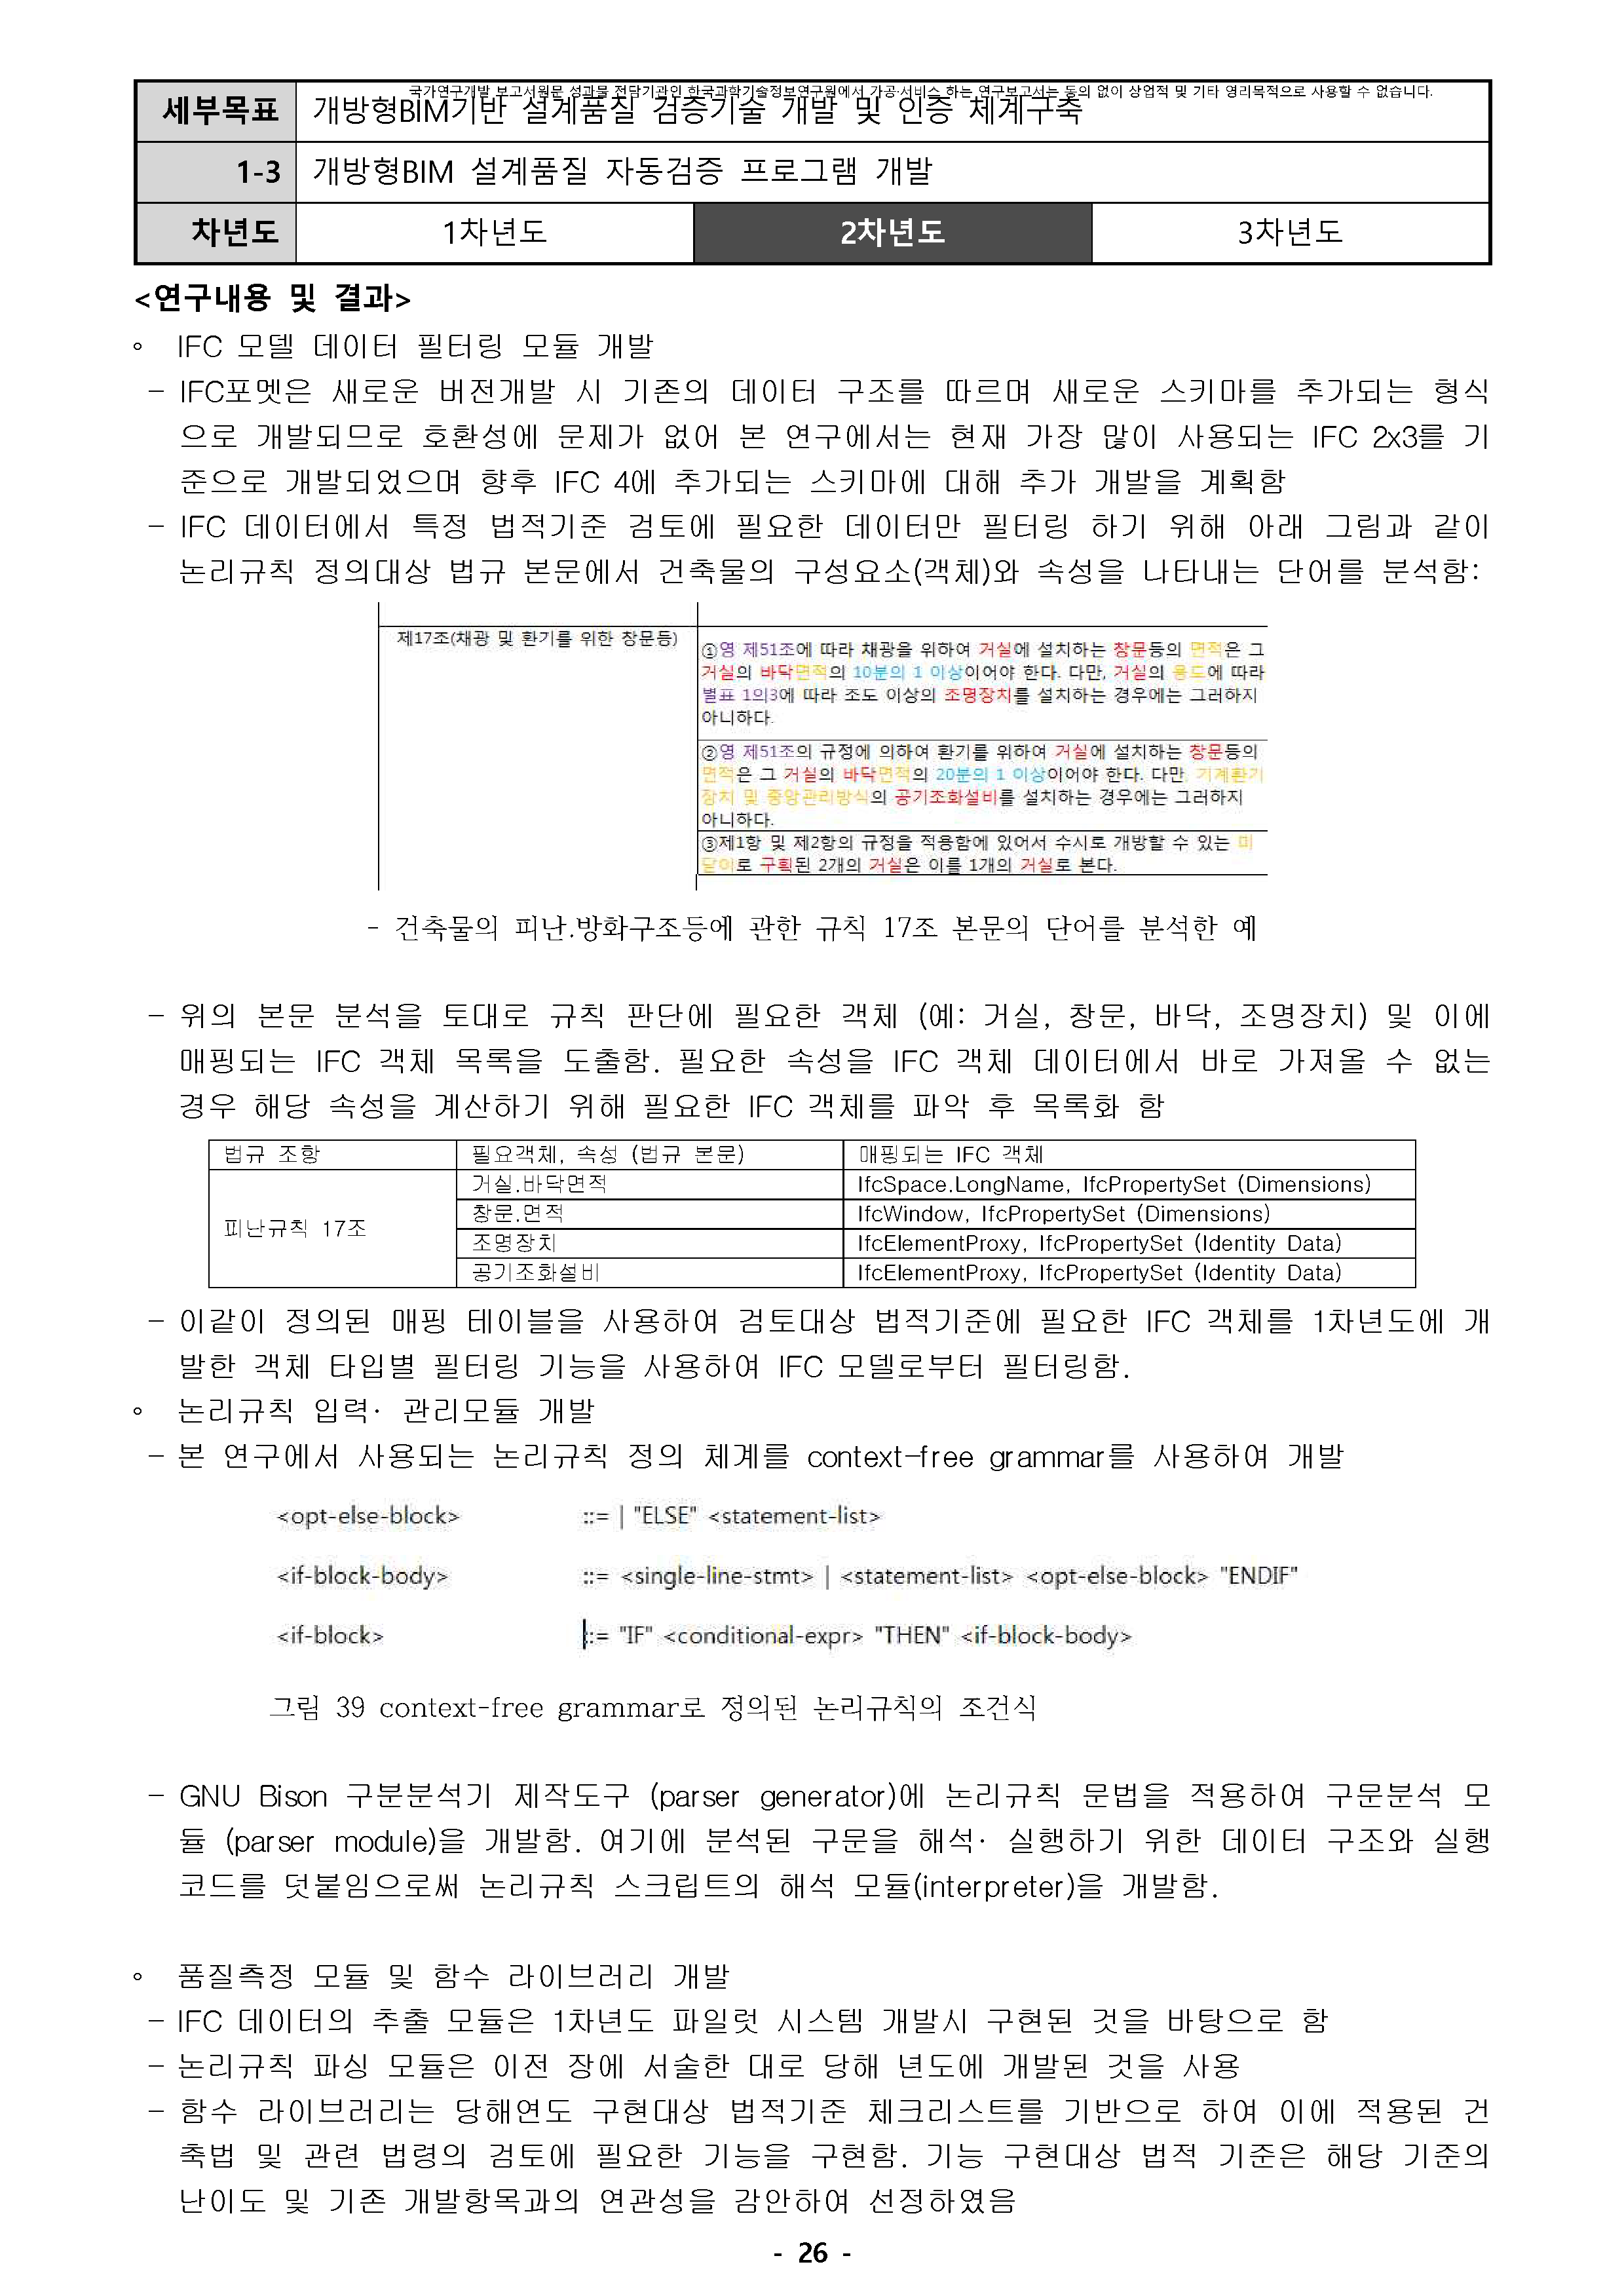 국가연구개발 보고서원문 성과물 전담기관인 한국과학기술정보연구원에서 가공·서비스 하는 연구보고서는 동의 없이 상업적 및 기타 영리목적으로 사용할 수 없습니다.
세부목표 개방형BIM기반 설계품질 검증기술 개발 및 인증 체계구축
1-3 개방형BIM 설계품질 자동검증 프로그램 개발
차년도 1차년도 2차년도 3차년도
<연구내용 및 결과>
◦ IFC 모델 데이터 필터링 모듈 개발
- IFC포멧은 새로운 버전개발 시 기존의 데이터 구조를 따르며 새로운 스키마를 추가되는 형식
으로 개발되므로 호환성에 문제가 없어 본 연구에서는 현재 가장 많이 사용되는 IFC 2x3를 기
준으로 개발되었으며 향후 IFC 4에 추가되는 스키마에 대해 추가 개발을 계획함
- IFC 데이터에서 특정 법적기준 검토에 필요한 데이터만 필터링 하기 위해 아래 그림과 같이
논리규칙 정의대상 법규 본문에서 건축물의 구성요소(객체)와 속성을 나타내는 단어를 분석함:
제17조(채광 및 환기를 위한 창문등)
①영 제51조에 따라 채광을 위하여 거실에 설치하는 창문등의 면적은 그
거실의 바닥면적의 10분의 1 이상이어야 한다. 다만, 거실의 용도에 따라
별표 1의3에 따라 조도 이상의 조명장치를 설치하는 경우에는 그러하지
아니하다.
②영 제51조의 규정에 의하여 환기를 위하여 거실에 설치하는 창문등의
면적은 그 거실의 바닥면적의 20분의 1 이상이어야 한다. 다만, 기계환기
장치 및 중앙관리방식의 공기조화설비를 설치하는 경우에는 그러하지
아니하다.
③제1항 및 제2항의 규정을 적용함에 있어서 수시로 개방할 수 있는 미
닫이로 구획된 2개의 거실은 이를 1개의 거실로 본다.
- 건축물의 피난.방화구조등에 관한 규칙 17조 본문의 단어를 분석한 예
- 위의 본문 분석을 토대로 규칙 판단에 필요한 객체 (예: 거실, 창문, 바닥, 조명장치) 및 이에
매핑되는 IFC 객체 목록을 도출함. 필요한 속성을 IFC 객체 데이터에서 바로 가져올 수 없는
경우 해당 속성을 계산하기 위해 필요한 IFC 객체를 파악 후 목록화 함
법규 조항 필요객체, 속성 (법규 본문) 매핑되는 IFC 객체
거실.바닥면적 IfcSpace.LongName, IfcPropertySet (Dimensions)
창문.면적 IfcWindow, IfcPropertySet (Dimensions)
피난규칙 17조
조명장치 IfcElementProxy, IfcPropertySet (Identity Data)
공기조화설비 IfcElementProxy, IfcPropertySet (Identity Data)
- 이같이 정의된 매핑 테이블을 사용하여 검토대상 법적기준에 필요한 IFC 객체를 1차년도에 개
발한 객체 타입별 필터링 기능을 사용하여 IFC 모델로부터 필터링함.
◦ 논리규칙 입력· 관리모듈 개발
- 본 연구에서 사용되는 논리규칙 정의 체계를 context-free grammar를 사용하여 개발
<opt-else-block> ::= | "ELSE" <statement-list>
<if-block-body> ::= <single-line-stmt> | <statement-list> <opt-else-block> "ENDIF"
<if-block> ::= "IF" <conditional-expr> "THEN" <if-block-body>
그림 39 context-free grammar로 정의된 논리규칙의 조건식
- GNU Bison 구분분석기 제작도구 (parser generator)에 논리규칙 문법을 적용하여 구문분석 모
듈 (parser module)을 개발함. 여기에 분석된 구문을 해석· 실행하기 위한 데이터 구조와 실행
코드를 덧붙임으로써 논리규칙 스크립트의 해석 모듈(interpreter)을 개발함.
◦ 품질측정 모듈 및 함수 라이브러리 개발
- IFC 데이터의 추출 모듈은 1차년도 파일럿 시스템 개발시 구현된 것을 바탕으로 함
- 논리규칙 파싱 모듈은 이전 장에 서술한 대로 당해 년도에 개발된 것을 사용
- 함수 라이브러리는 당해연도 구현대상 법적기준 체크리스트를 기반으로 하여 이에 적용된 건
축법 및 관련 법령의 검토에 필요한 기능을 구현함. 기능 구현대상 법적 기준은 해당 기준의
난이도 및 기존 개발항목과의 연관성을 감안하여 선정하였음
- 26 -